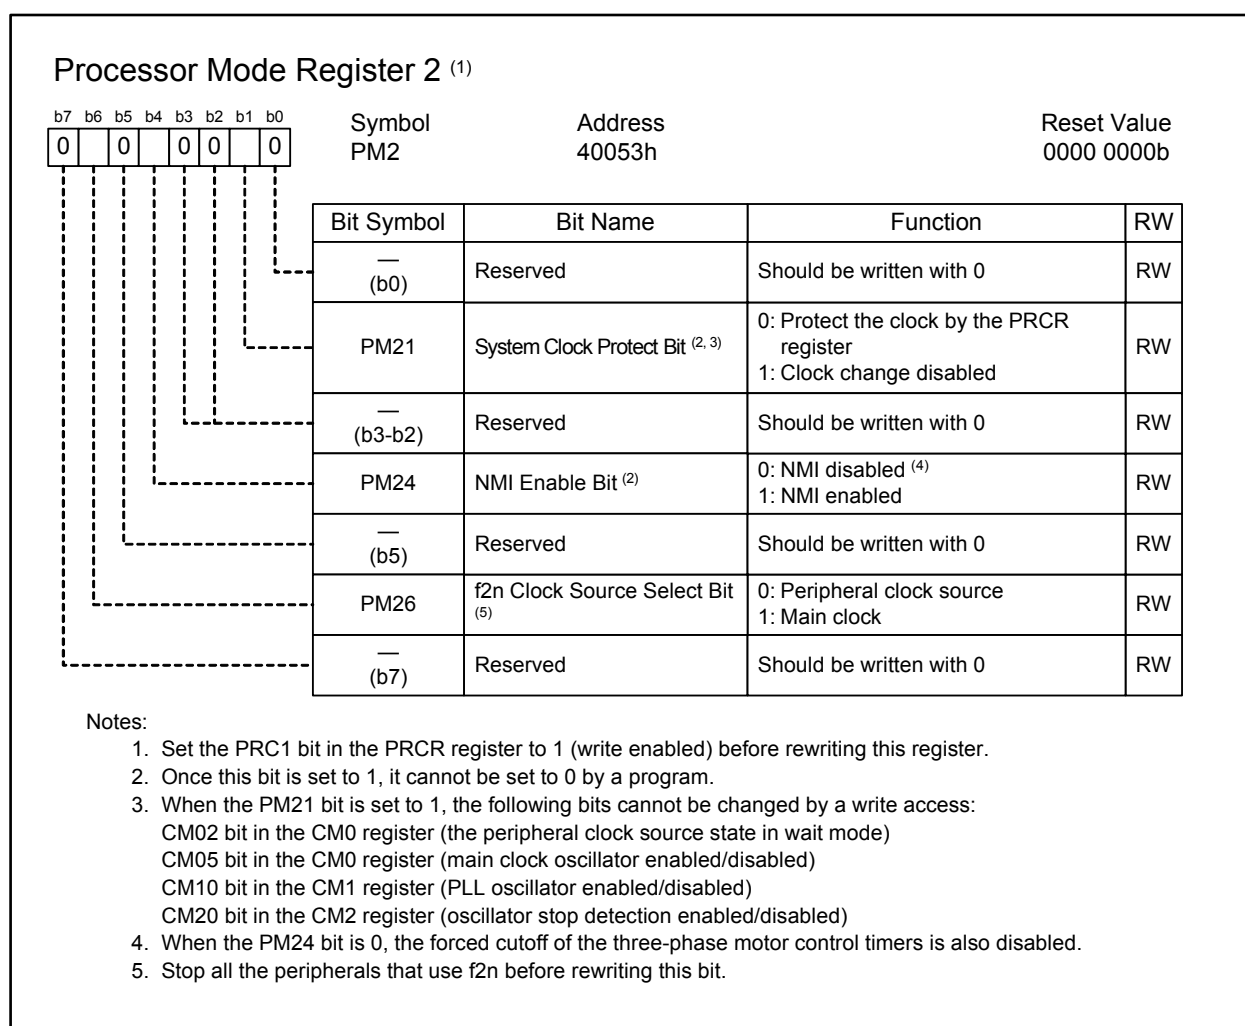 Processor Mode Register 2 (1)
b7 b6 b5 b4 b3 b2 b1 b0
0 0 0 0 0
Symbol Address Reset Value
PM2 40053h 0000 0000b
Bit Symbol Bit Name Function RW
—
(b0) Reserved Should be written with 0 RW
PM21 System Clock Protect Bit (2, 3) 0: Protect the clock by the PRCR
register
1: Clock change disabled RW
—
(b3-b2) Reserved Should be written with 0 RW
PM24 NMI Enable Bit (2) 0: NMI disabled (4)
1: NMI enabled RW
—
(b5) Reserved Should be written with 0 RW
PM26 f2n Clock Source Select Bit
(5) 0: Peripheral clock source
1: Main clock RW
—
(b7) Reserved Should be written with 0 RW
Notes:
1. Set the PRC1 bit in the PRCR register to 1 (write enabled) before rewriting this register.
2. Once this bit is set to 1, it cannot be set to 0 by a program.
3. When the PM21 bit is set to 1, the following bits cannot be changed by a write access:
CM02 bit in the CM0 register (the peripheral clock source state in wait mode)
CM05 bit in the CM0 register (main clock oscillator enabled/disabled)
CM10 bit in the CM1 register (PLL oscillator enabled/disabled)
CM20 bit in the CM2 register (oscillator stop detection enabled/disabled)
4. When the PM24 bit is 0, the forced cutoff of the three-phase motor control timers is also disabled.
5. Stop all the peripherals that use f2n before rewriting this bit.